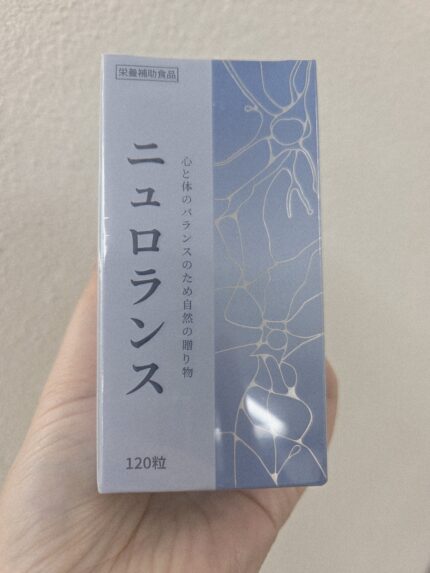 栄養補助食品
ニュロランス
心と体のバランスのため自然の贈り物
120粒